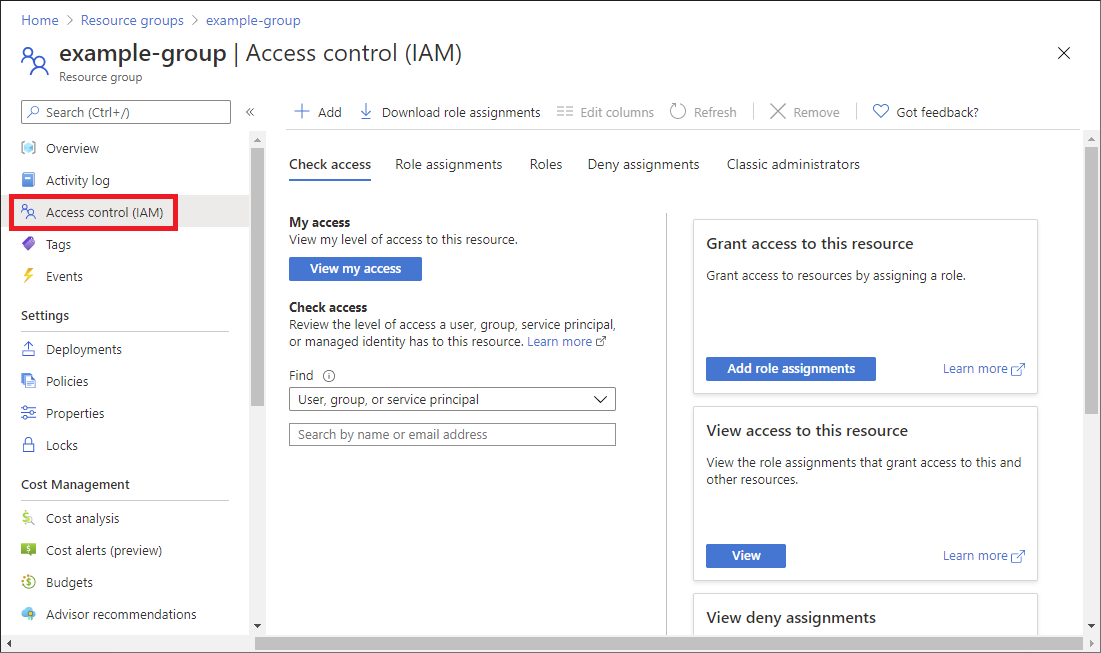 Home > Resource groups > example-group
example-group | Access control (IAM)
Resource group
Search (Ctrl+/)
«
Overview
Activity log
Access control (IAM)
Tags
Events
Settings
Deployments
Policies
Properties
Locks
Cost Management
Cost analysis
Cost alerts (preview)
Budgets
Advisor recommendations
Add
Download role assignments
Edit columns
Refresh
Remove
Got feedback?
Check access
Role assignments
Roles
Deny assignments
Classic administrators
My access
View my level of access to this resource.
View my access
Check access
Review the level of access a user, group, service principal,
or managed identity has to this resource. Learn more
Find
User, group, or service principal
Search by name or email address
Grant access to this resource
Grant access to resources by assigning a role.
Add role assignments
Learn more
View access to this resource
View the role assignments that grant access to this and
other resources.
View
Learn more
View deny assignments